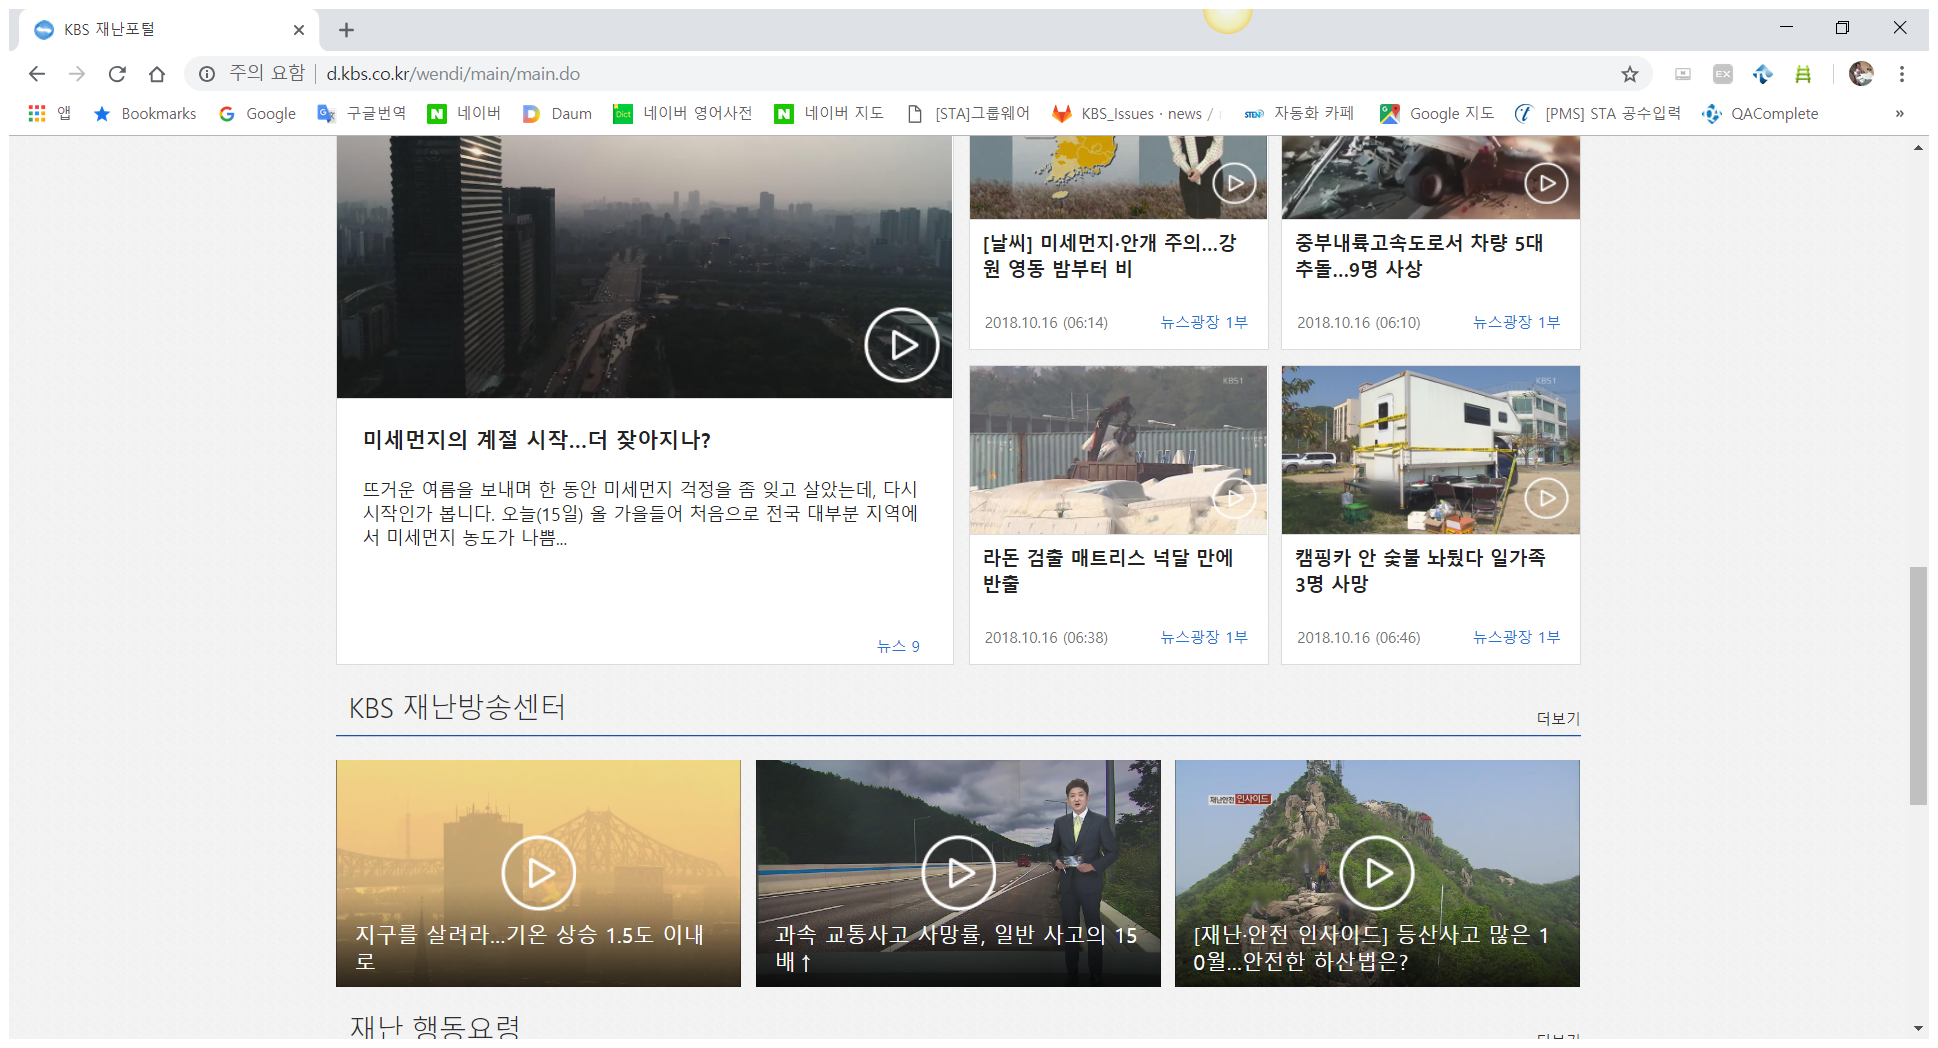 KBS 재난포털
주의 요함 | d.kbs.co.kr/wendi/main/main.do
앱 Bookmarks Google 구글번역 네이버 Daum 네이버 영어사전 네이버 지도 [STA]그룹웨어 KBS_Issues · news / 자동화 카페 Google 지도 [PMS] STA 공수입력 QAComplete »
미세먼지의 계절 시작...더 잦아지나?
뜨거운 여름을 보내며 한 동안 미세먼지 걱정을 좀 잊고 살았는데, 다시
시작인가 봅니다. 오늘(15일) 올 가을들어 처음으로 전국 대부분 지역에
서 미세먼지 농도가 나쁨...
뉴스 9
[날씨] 미세먼지·안개 주의...강
원 영동 밤부터 비
2018.10.16 (06:14) 뉴스광장 1부
중부내륙고속도로서 차량 5대
추돌...9명 사상
2018.10.16 (06:10) 뉴스광장 1부
KBS1
라돈 검출 매트리스 넉달 만에
반출
2018.10.16 (06:38) 뉴스광장 1부
KBS1
캠핑카 안 숯불 놔뒀다 일가족
3명 사망
2018.10.16 (06:46) 뉴스광장 1부
KBS 재난방송센터
더보기
지구를 살려라...기온 상승 1.5도 이내
로
과속 교통사고 사망률, 일반 사고의 15
배↑
재난안전 인사이드
[재난·안전 인사이드] 등산사고 많은 1
0월...안전한 하산법은?
재난 행동요령
더보기